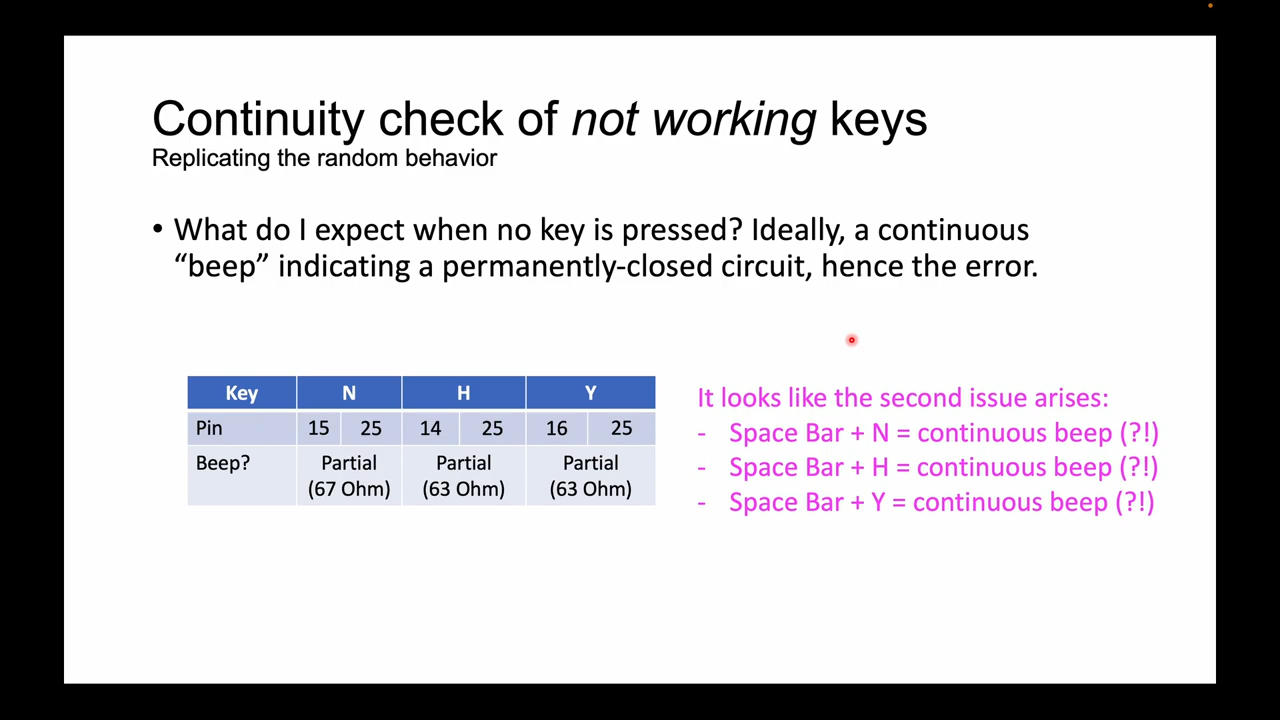 Continuity check of not working keys
Replicating the random behavior
• What do I expect when no key is pressed? Ideally, a continuous
“beep” indicating a permanently-closed circuit, hence the error.
Key N H Y
Pin 15 25 14 25 16 25
Beep? Partial Partial Partial
(67 Ohm) (63 Ohm) (63 Ohm)
It looks like the second issue arises:
- Space Bar + N = continuous beep (?!)
- Space Bar + H = continuous beep (?!)
- Space Bar + Y = continuous beep (?!)